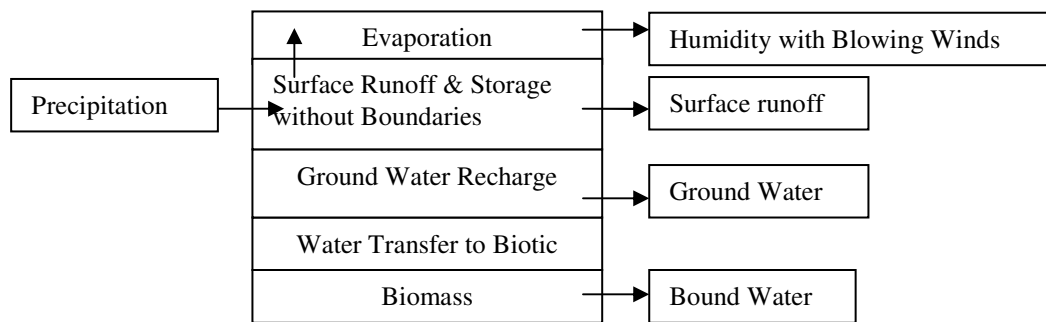 Evaporation
Humidity with Blowing Winds
Precipitation
Surface Runoff & Storage
without Boundaries
Surface runoff
Ground Water Recharge
Ground Water
Water Transfer to Biotic
Biomass
Bound Water